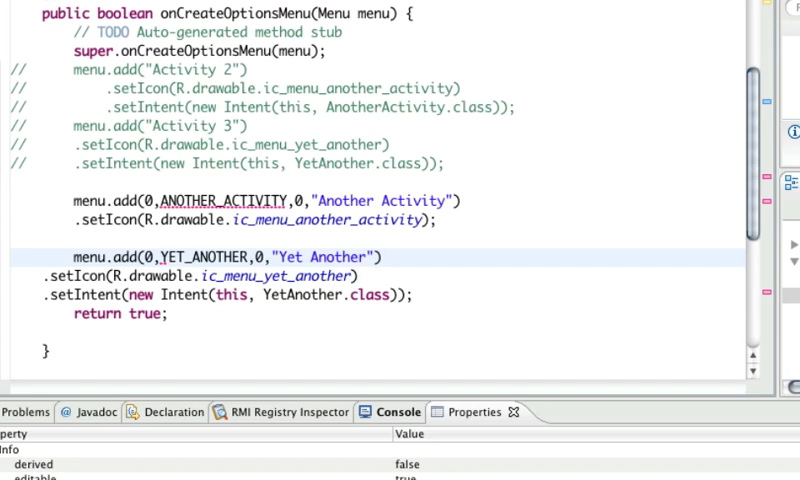 public boolean onCreateOptionsMenu(Menu menu) {
// TODO Auto-generated method stub
super.onCreateOptionsMenu(menu);
// menu.add("Activity 2")
// .setIcon(R.drawable.ic_menu_another_activity)
// .setIntent(new Intent(this, AnotherActivity.class));
// menu.add("Activity 3")
// .setIcon(R.drawable.ic_menu_yet_another)
// .setIntent(new Intent(this, YetAnother.class));
menu.add(0,ANOTHER_ACTIVITY,0,"Another Activity")
.setIcon(R.drawable.ic_menu_another_activity);
menu.add(0,YET_ANOTHER,0,"Yet Another")
.setIcon(R.drawable.ic_menu_yet_another)
.setIntent(new Intent(this, YetAnother.class));
return true;
}
Problems @ Javadoc Declaration RMI Registry Inspector Console Properties
perty Value
Info
derived false
editable true